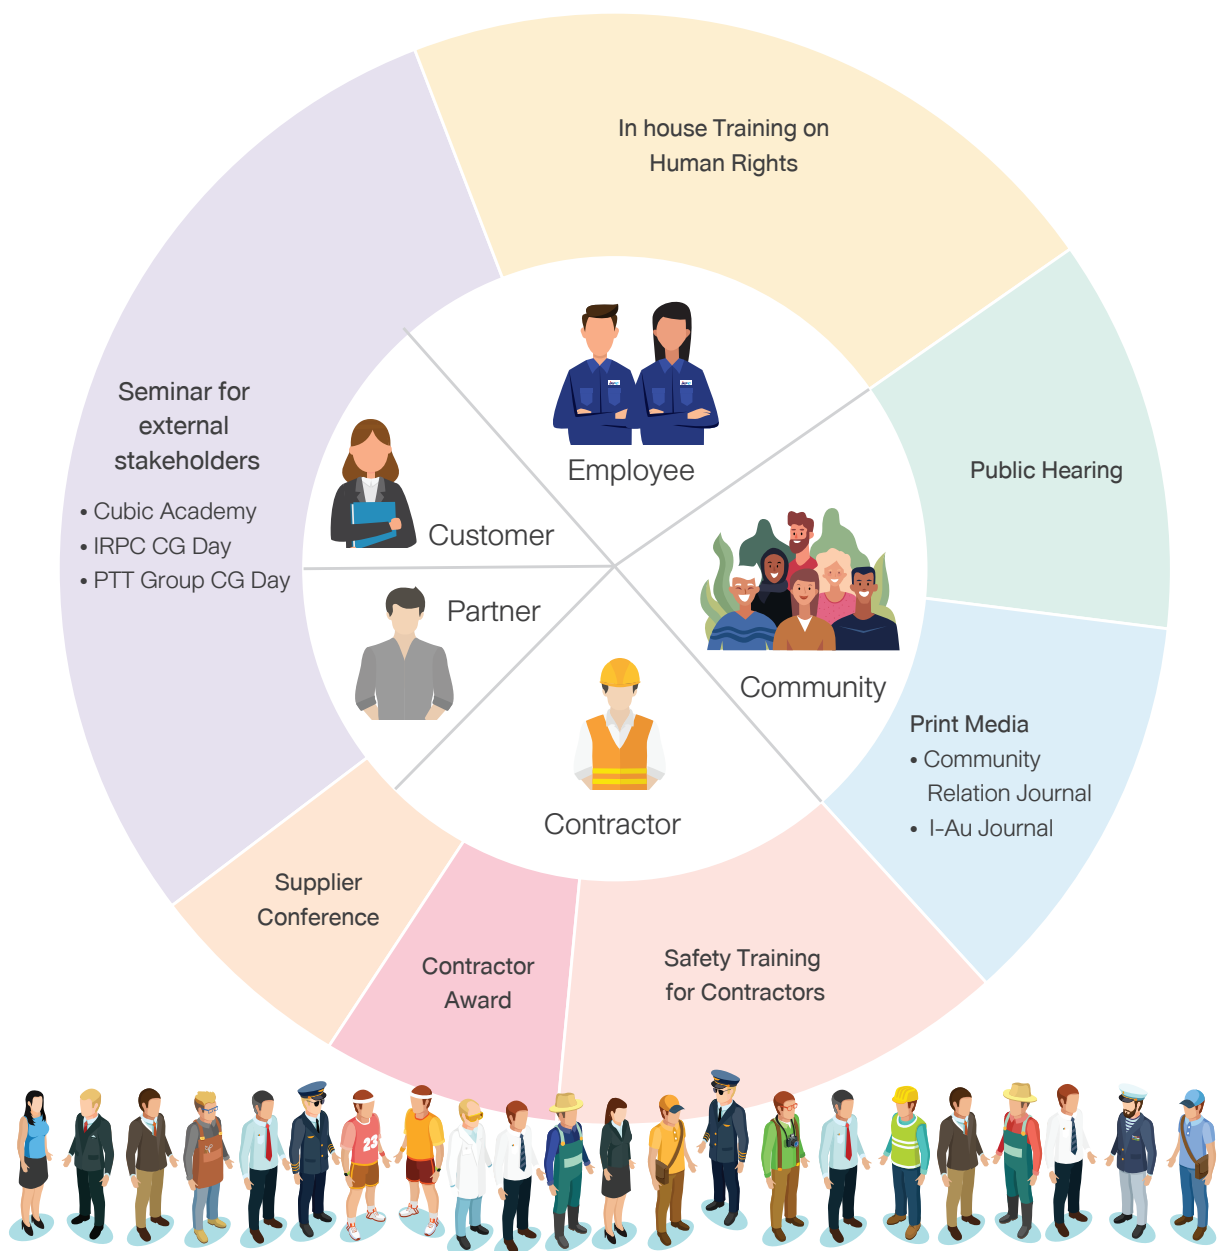 In house Training on
Human Rights
Seminar for
external
stakeholders
• Cubic Academy
• IRPC CG Day
• PTT Group CG Day
Employee
Customer
Partner
Contractor
Community
Public Hearing
Print Media
• Community
Relation Journal
• I-Au Journal
Supplier
Conference
Contractor
Award
Safety Training
for Contractors
23